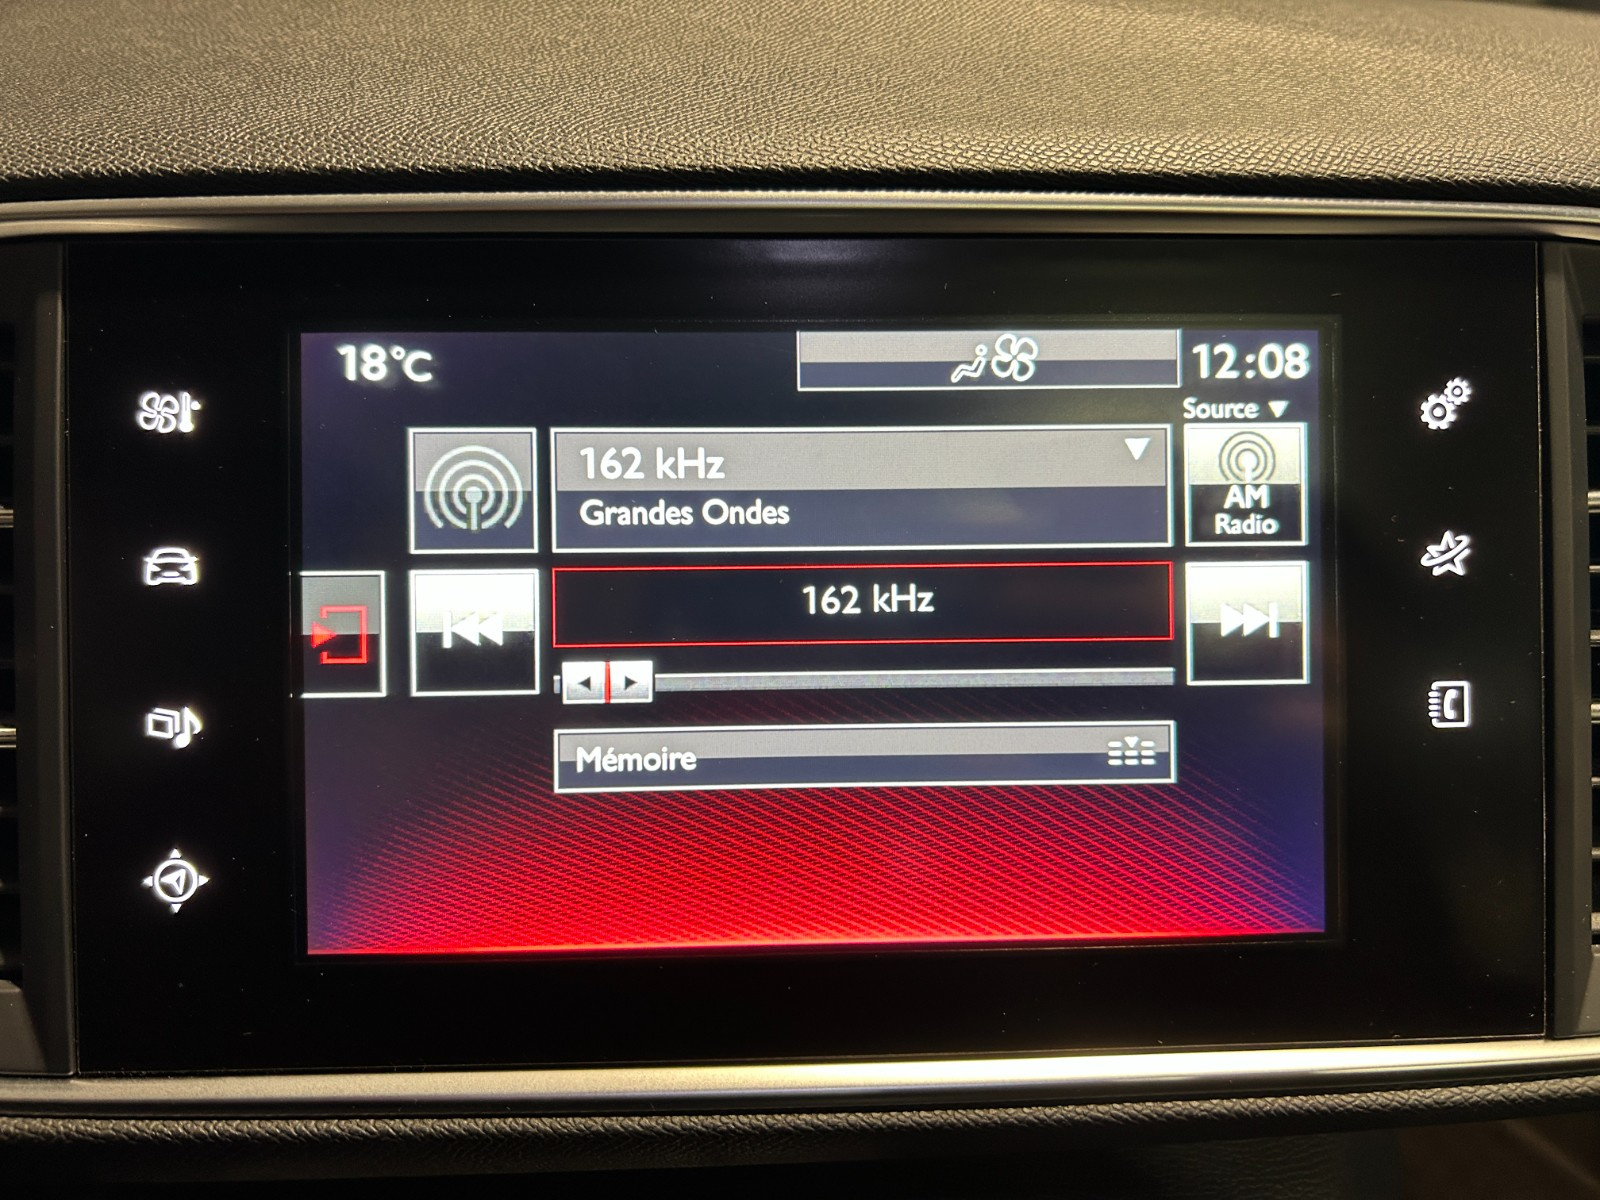 18°C
12:08
Source
162 kHz
Grandes Ondes
AM
Radio
162 kHz
Mémoire